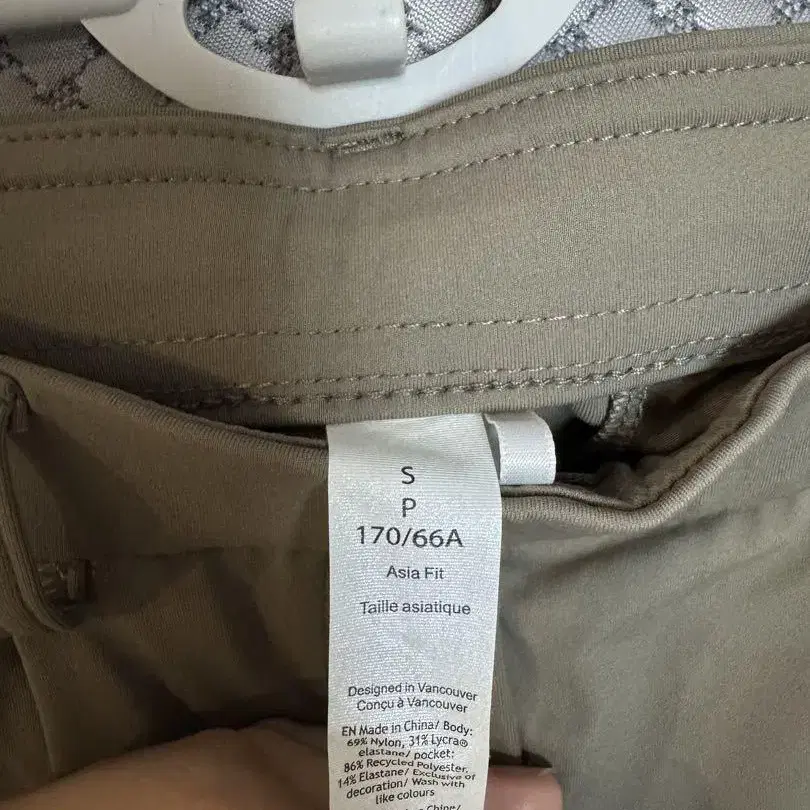 S
P
170/66A
Asia Fit
Taille asiatique
Designed in Vancouver
Conçu à Vancouver
EN Made in China/ Body:
69% Nylon, 31% Lycra®
elastane/ pocket:
86% Recycled Polyester,
14% Elastane/ Exclusive of
decoration/ Wash with
like colours